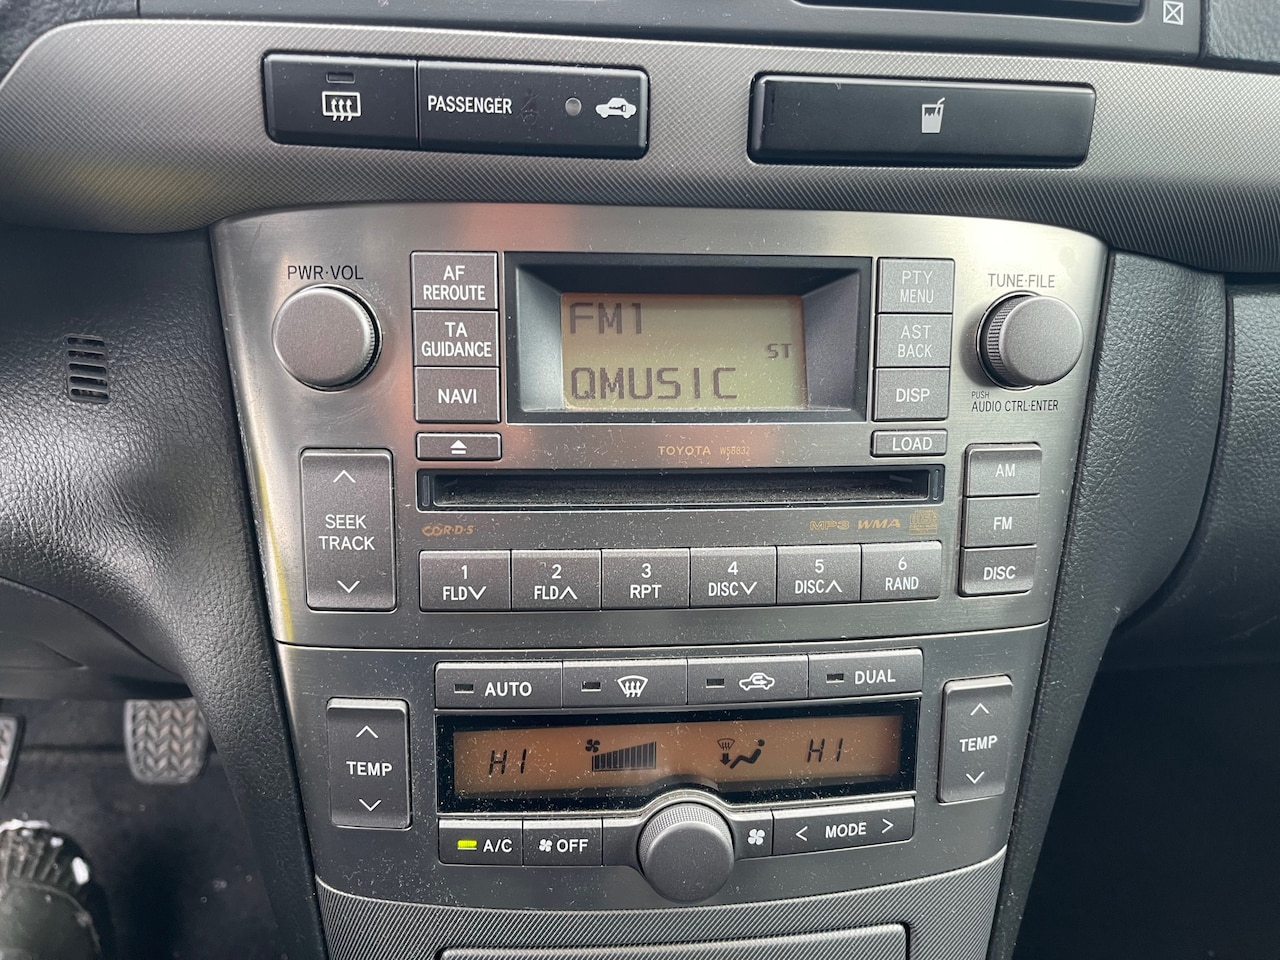 PASSENGER
PWR·VOL
AF
REROUTE
TA
GUIDANCE
NAVI
FM1
ST
QMUSIC
PTY
MENU
AST
BACK
DISP
TUNE·FILE
PUSH
AUDIO CTRL·ENTER
TOYOTA W58832
LOAD
SEEK
TRACK
R·D·S
MP3 WMA
AM
FM
DISC
1
FLD
2
FLD
3
RPT
4
DISC
5
DISC
6
RAND
AUTO
DUAL
TEMP
HI
HI
TEMP
A/C
OFF
< MODE >